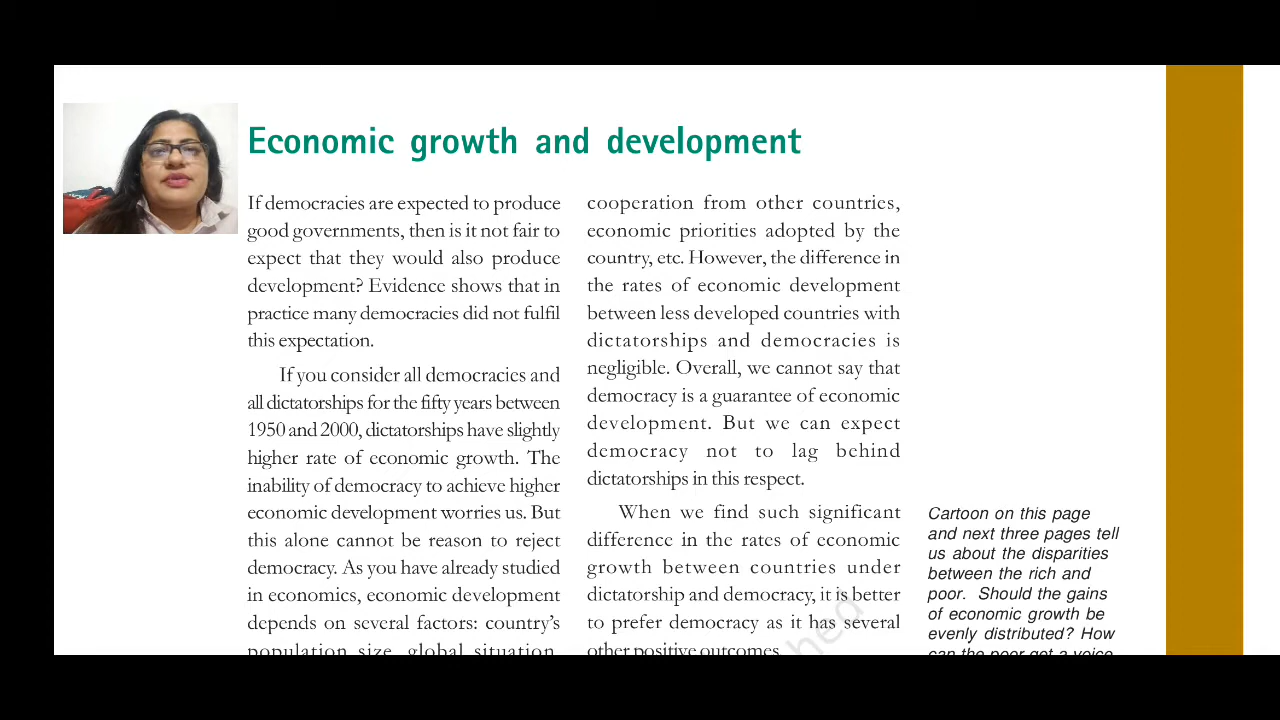 Economic growth and development
If democracies are expected to produce
good governments, then is it not fair to
expect that they would also produce
development? Evidence shows that in
practice many democracies did not fulfil
this expectation.
If you consider all democracies and
all dictatorships for the fifty years between
1950 and 2000, dictatorships have slightly
higher rate of economic growth. The
inability of democracy to achieve higher
economic development worries us. But
this alone cannot be reason to reject
democracy. As you have already studied
in economics, economic development
depends on several factors: country's
population size, global situation,
cooperation from other countries,
economic priorities adopted by the
country, etc. However, the difference in
the rates of economic development
between less developed countries with
dictatorships and democracies is
negligible. Overall, we cannot say that
democracy is a guarantee of economic
development. But we can expect
democracy not to lag behind
dictatorships in this respect.
When we find such significant
difference in the rates of economic
growth between countries under
dictatorship and democracy, it is better
to prefer democracy as it has several
other positive outcomes.
Cartoon on this page
and next three pages tell
us about the disparities
between the rich and
poor. Should the gains
of economic growth be
evenly distributed? How
can the poor get a voice